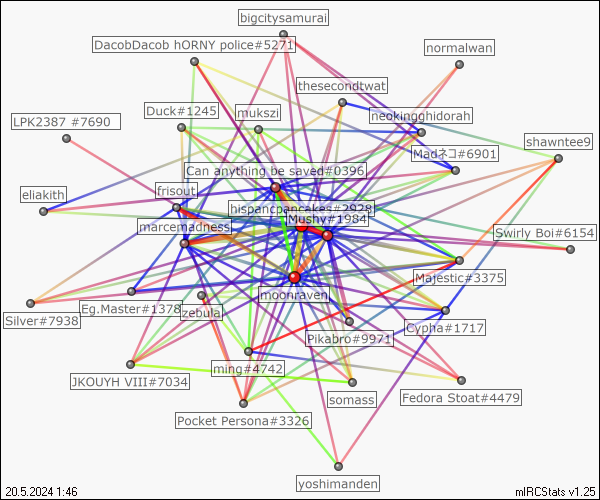 bigcitysamurai
DacobDacob hORNY police#5271
normalwan
thesecondtwat
Duck#1245
mukszi
neokingghidorah
LPK2387 #7690
shawntee9
Madネコ#6901
Can anything be saved#0396
frisout
eliakith
hispancpancakes#2928
Mushy#1984
marcemadness
Swirly Boi#6154
Majestic#3375
moonraven
Eg.Master#1378
zebula
Silver#7938
Cypha#1717
Pikabro#9971
ming#4742
JKOUYH VIII#7034
somass
Fedora Stoat#4479
Pocket Persona#3326
yoshimanden
20.5.2024 1:46
mIRCStats v1.25